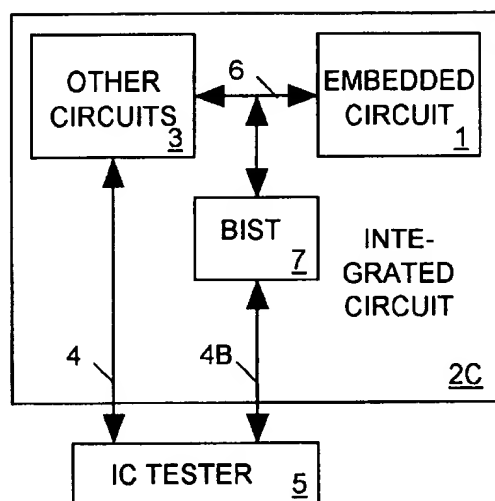 OTHER
CIRCUITS
3
6
EMBEDDED
CIRCUIT
1
BIST
7
INTE-
GRATED
CIRCUIT
4
4B
2C
IC TESTER
5